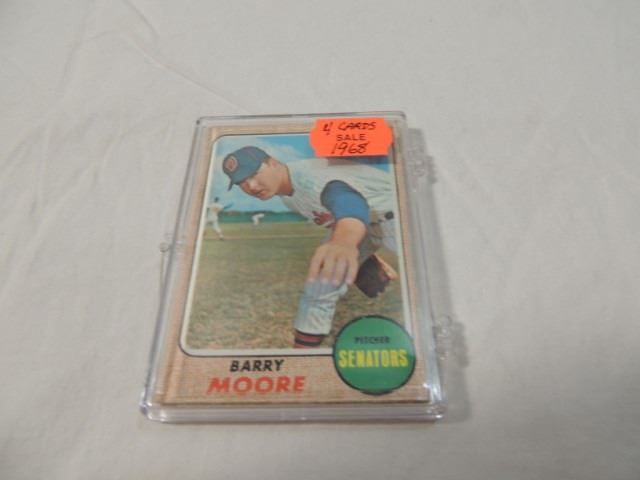 4 CARDS
SALE
1968
PITCHER
SENATORS
BARRY
MOORE